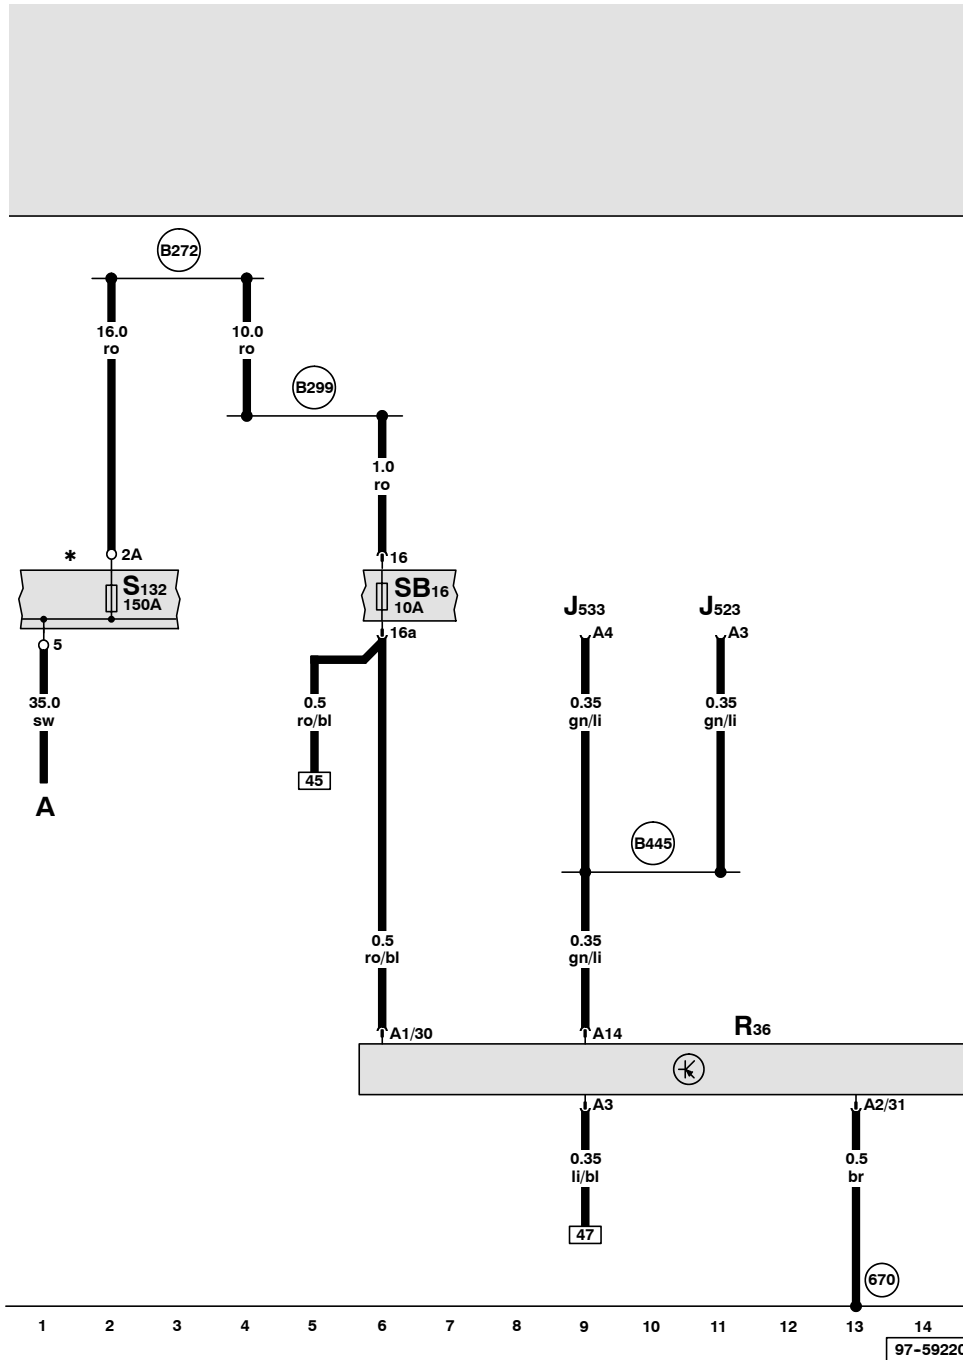 B272
16.0
ro
10.0
ro
B299
1.0
ro
* 2A
16
S132
150A
SB16
10A
J533
J523
5
16a
A4
A3
35.0
sw
0.5
ro/bl
0.35
gn/li
0.35
gn/li
45
A
B445
0.5
ro/bl
0.35
gn/li
R36
A1/30
A14
A3
A2/31
0.35
li/bl
0.5
br
47
670
1 2 3 4 5 6 7 8 9 10 11 12 13 14
97-59220